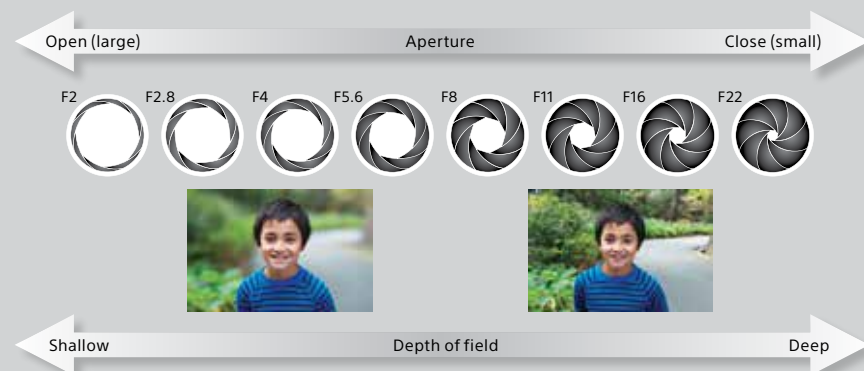 Open (large) Aperture Close (small)
F2 F2.8 F4 F5.6 F8 F11 F16 F22
Shallow Depth of field Deep